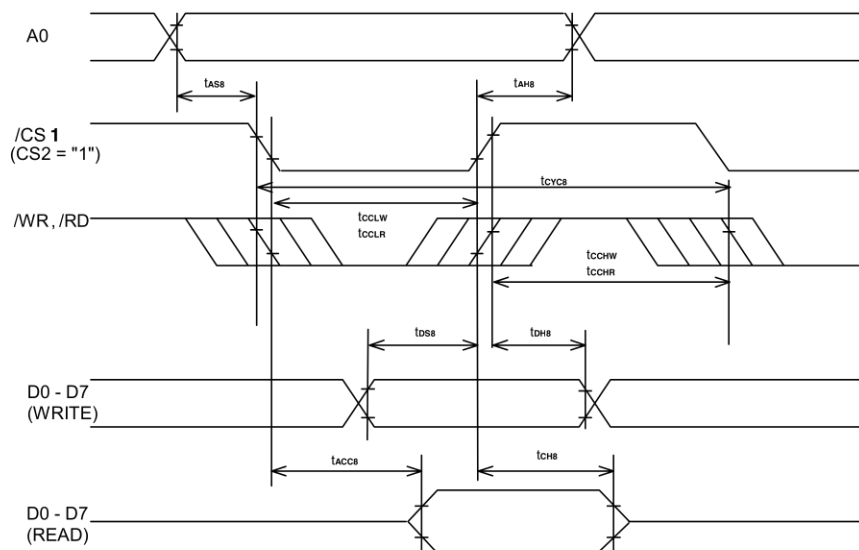 A0
tAS8
tAH8
/CS 1
(CS2 = "1")
tCYC8
/WR, /RD
tCCLW
tCCLR
tCCHW
tCCHR
tDS8
tDH8
D0 - D7
(WRITE)
tACC8
tCH8
D0 - D7
(READ)